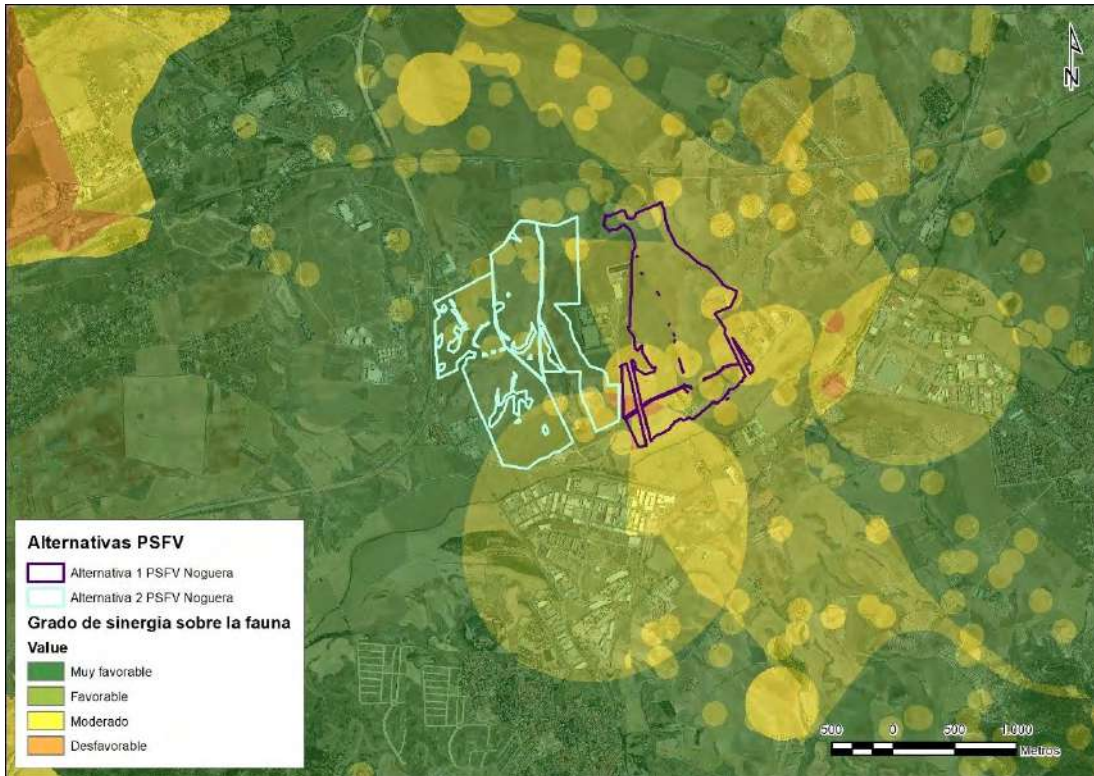 N
Alternativas PSFV
Alternativa 1 PSFV Noguera
Alternativa 2 PSFV Noguera
Grado de sinergia sobre la fauna
Value
Muy favorable
Favorable
Moderado
Desfavorable
500 0 500 1.000
Metros